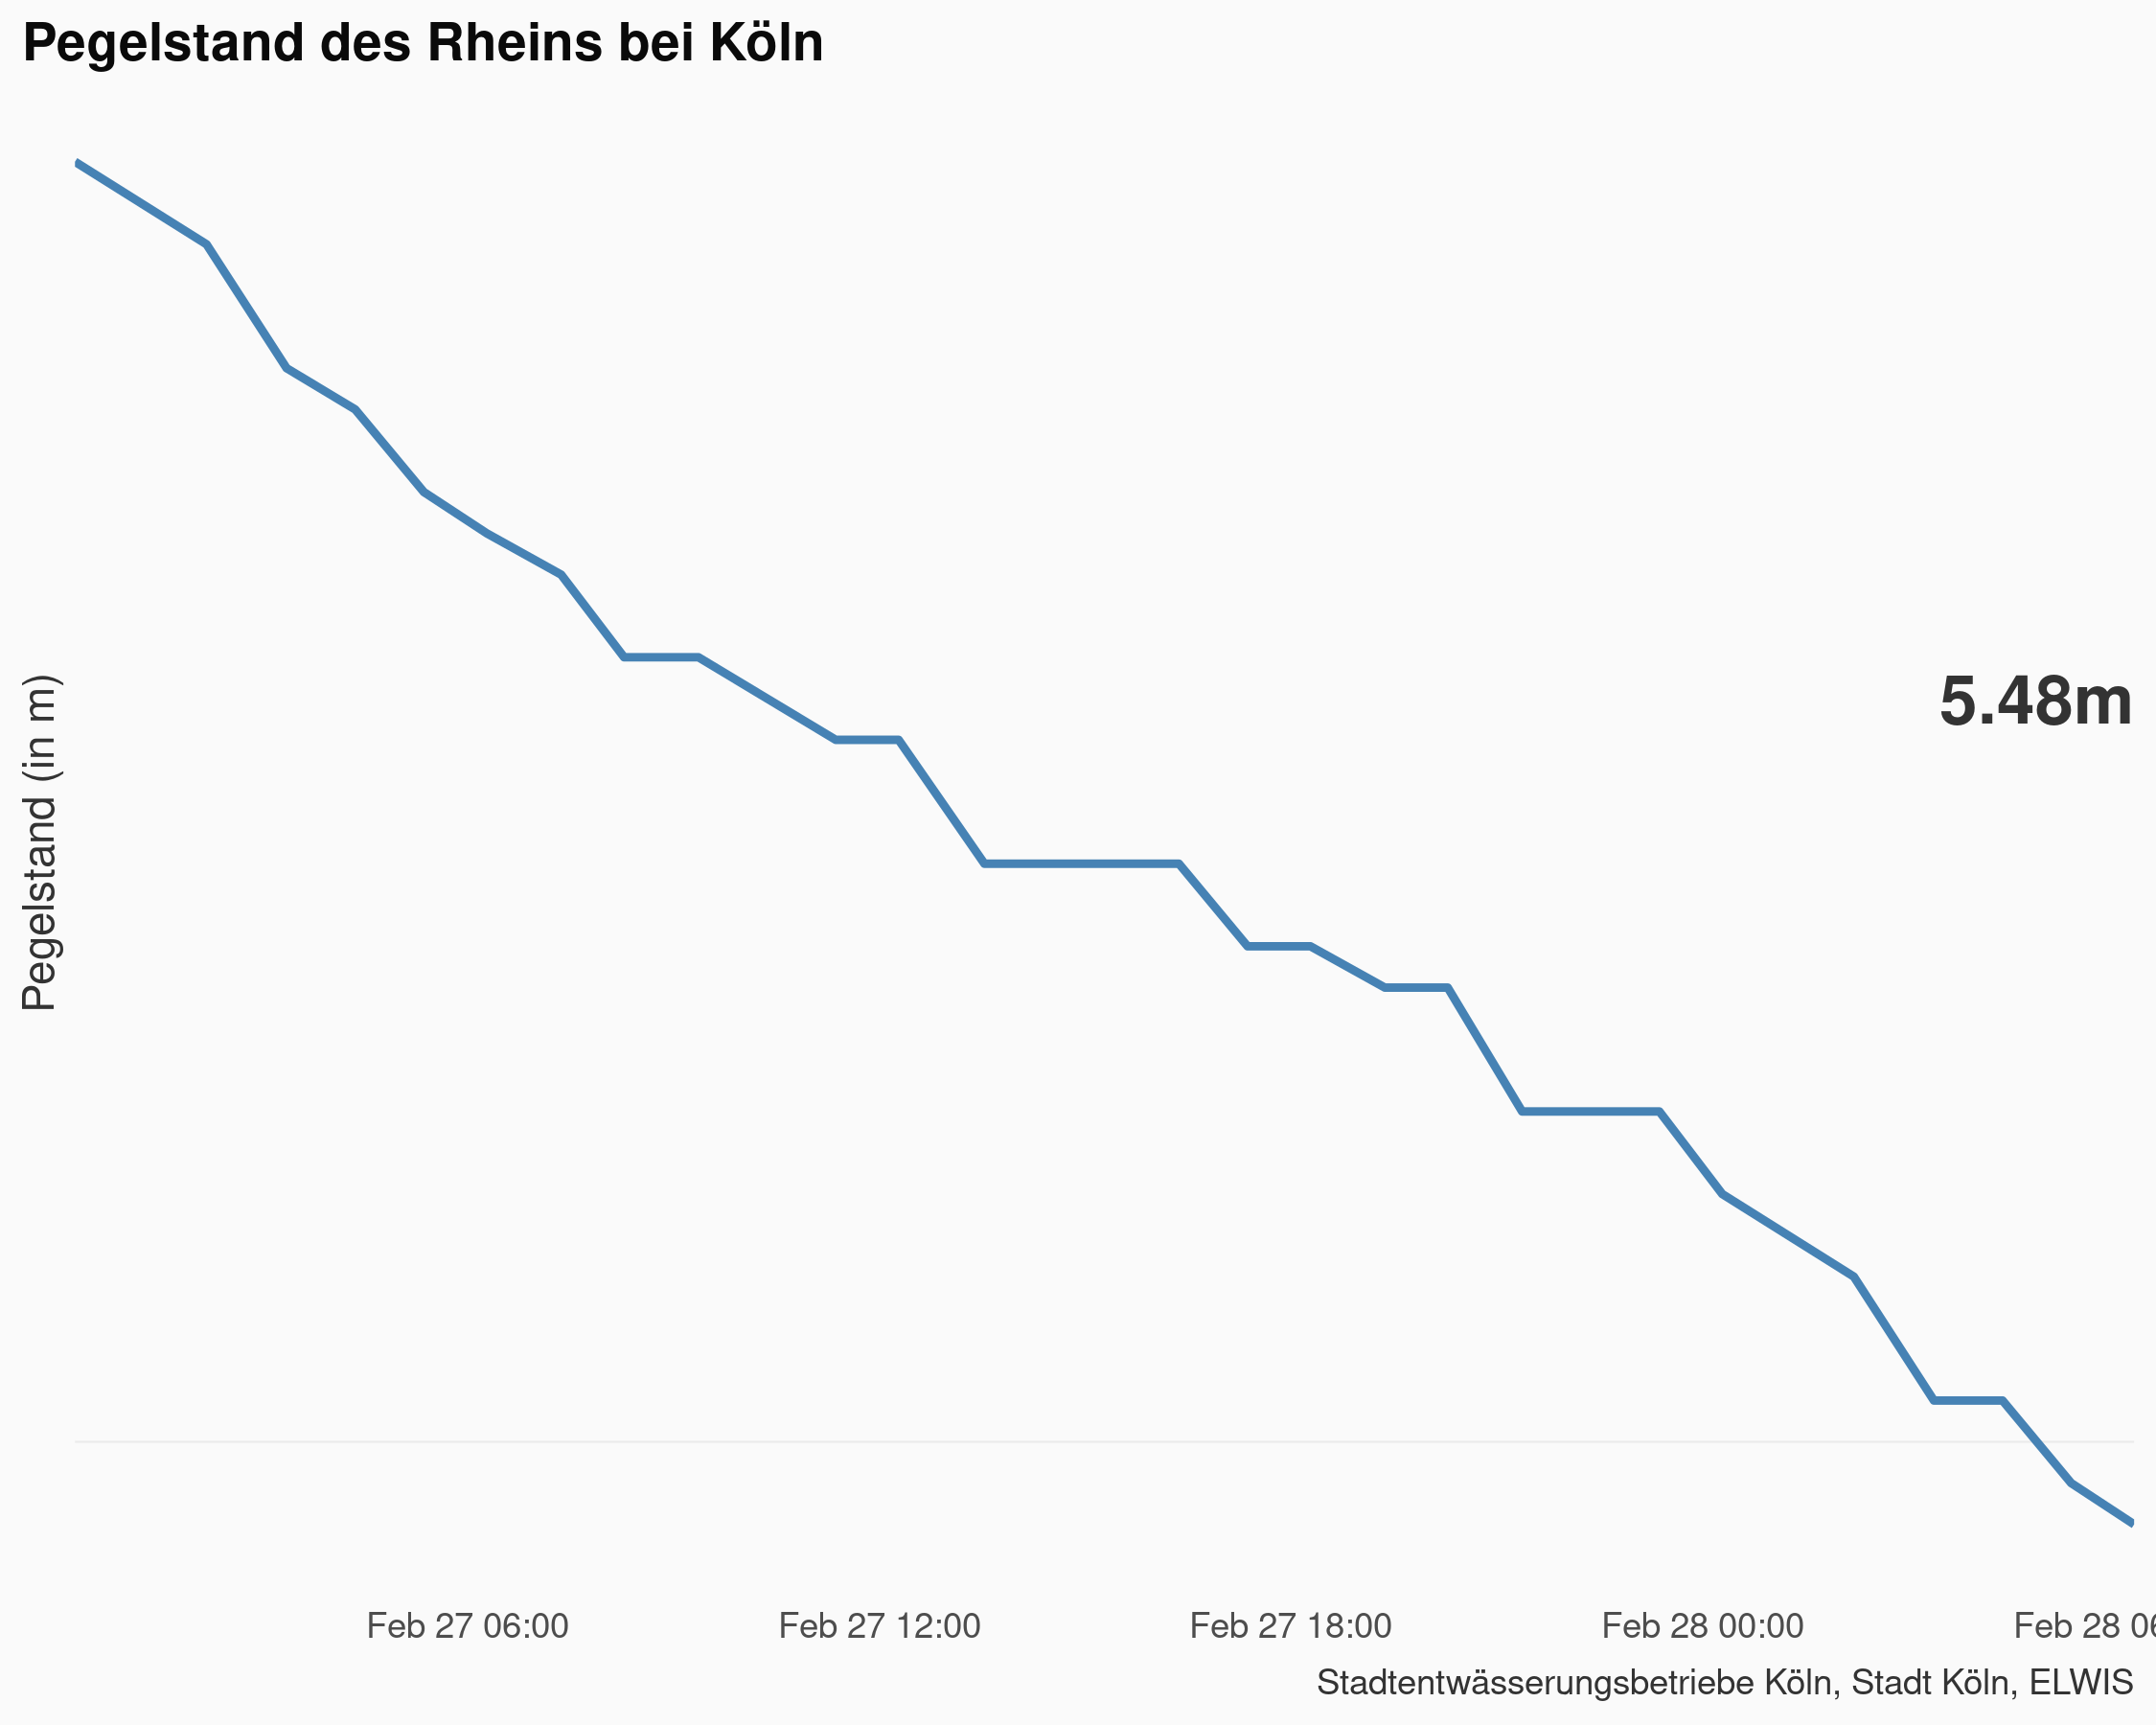 Pegelstand des Rheins bei Köln
Pegelstand (in m)
5.48m
Feb 27 06:00
Feb 27 12:00
Feb 27 18:00
Feb 28 00:00
Feb 28 06
Stadtentwässerungsbetriebe Köln, Stadt Köln, ELWIS